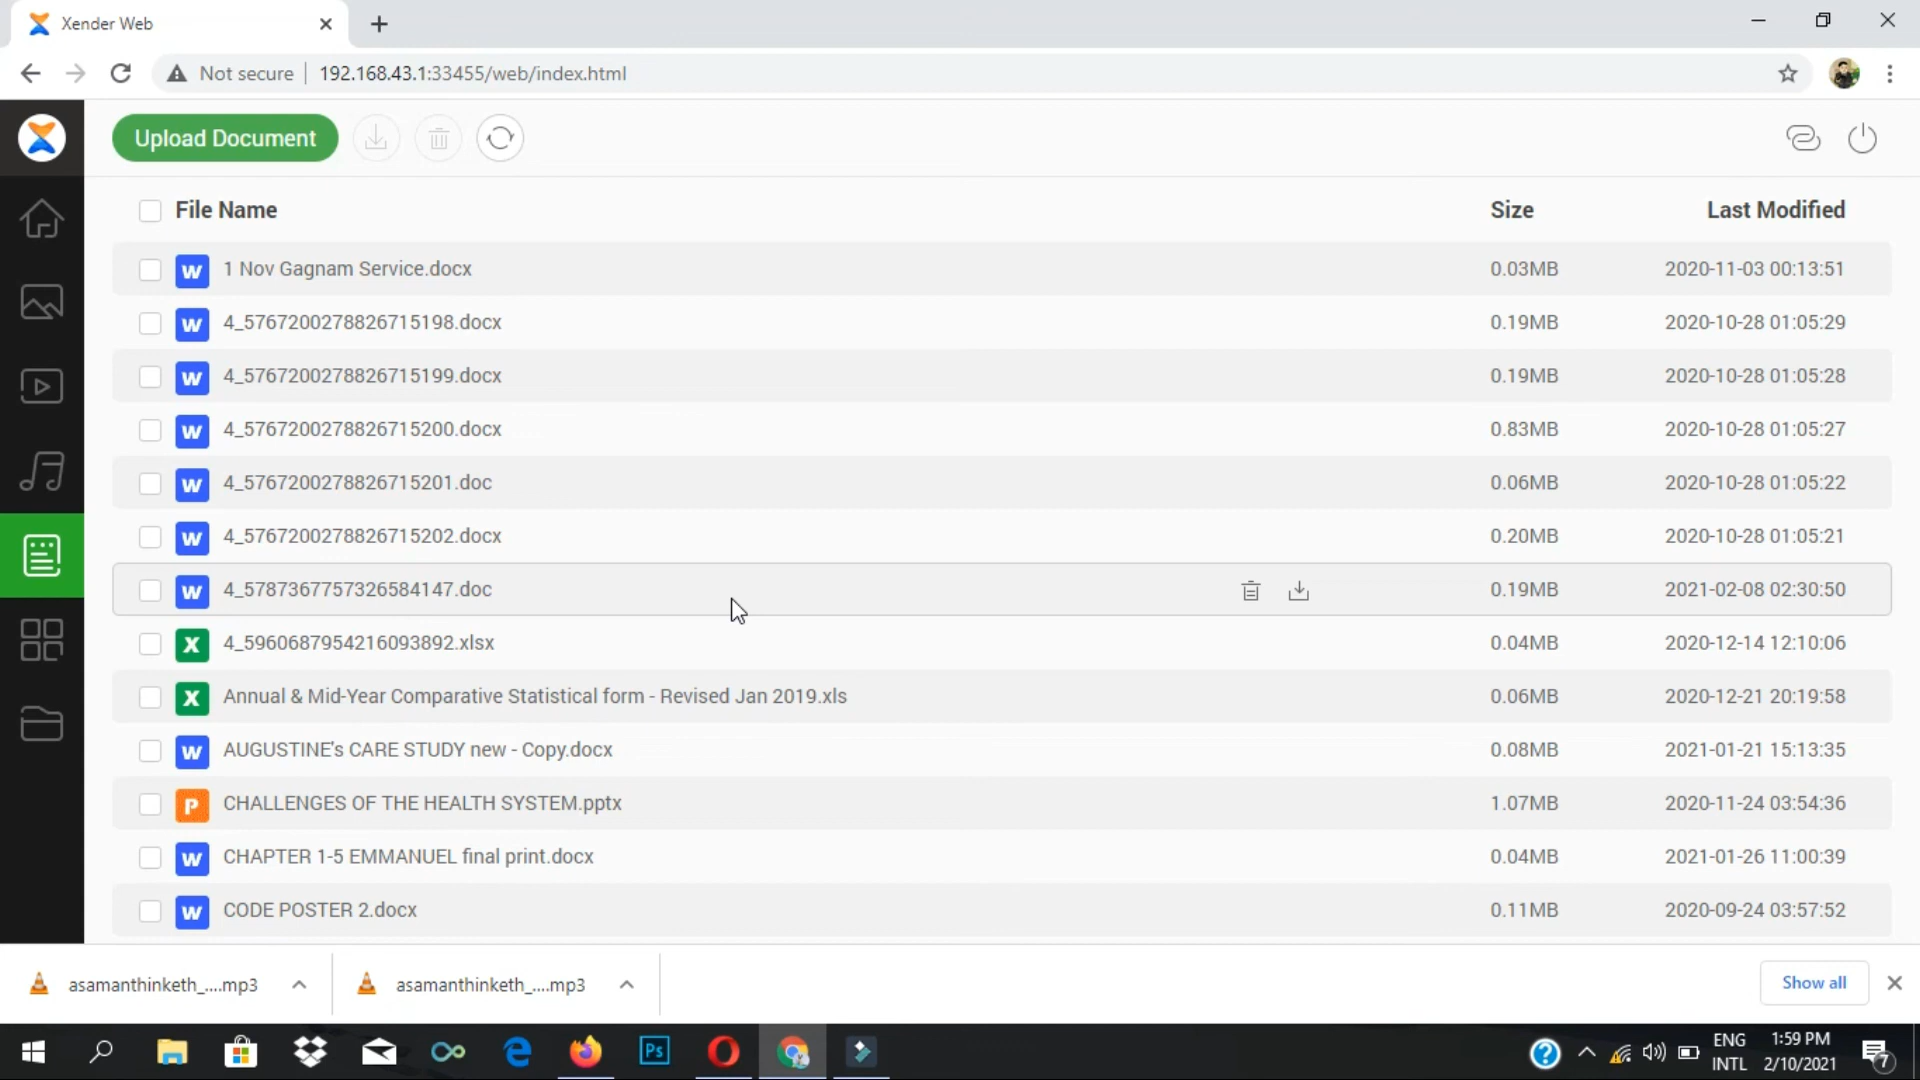 Xender Web
Not secure 192.168.43.1:33455/web/index.html
Upload Document
File Name Size Last Modified
W 1 Nov Gagnam Service.docx 0.03MB 2020-11-03 00:13:51
W 4_5767200278826715198.docx 0.19MB 2020-10-28 01:05:29
W 4_5767200278826715199.docx 0.19MB 2020-10-28 01:05:28
W 4_5767200278826715200.docx 0.83MB 2020-10-28 01:05:27
W 4_5767200278826715201.doc 0.06MB 2020-10-28 01:05:22
W 4_5767200278826715202.docx 0.20MB 2020-10-28 01:05:21
W 4_5787367757326584147.doc 0.19MB 2021-02-08 02:30:50
X 4_5960687954216093892.xlsx 0.04MB 2020-12-14 12:10:06
X Annual & Mid-Year Comparative Statistical form - Revised Jan 2019.xls 0.06MB 2020-12-21 20:19:58
W AUGUSTINE's CARE STUDY new - Copy.docx 0.08MB 2021-01-21 15:13:35
P CHALLENGES OF THE HEALTH SYSTEM.pptx 1.07MB 2020-11-24 03:54:36
W CHAPTER 1-5 EMMANUEL final print.docx 0.04MB 2021-01-26 11:00:39
W CODE POSTER 2.docx 0.11MB 2020-09-24 03:57:52
asamanthinketh_....mp3 asamanthinketh_....mp3 Show all
Ps ? ENG 1:59 PM
INTL 2/10/2021 7